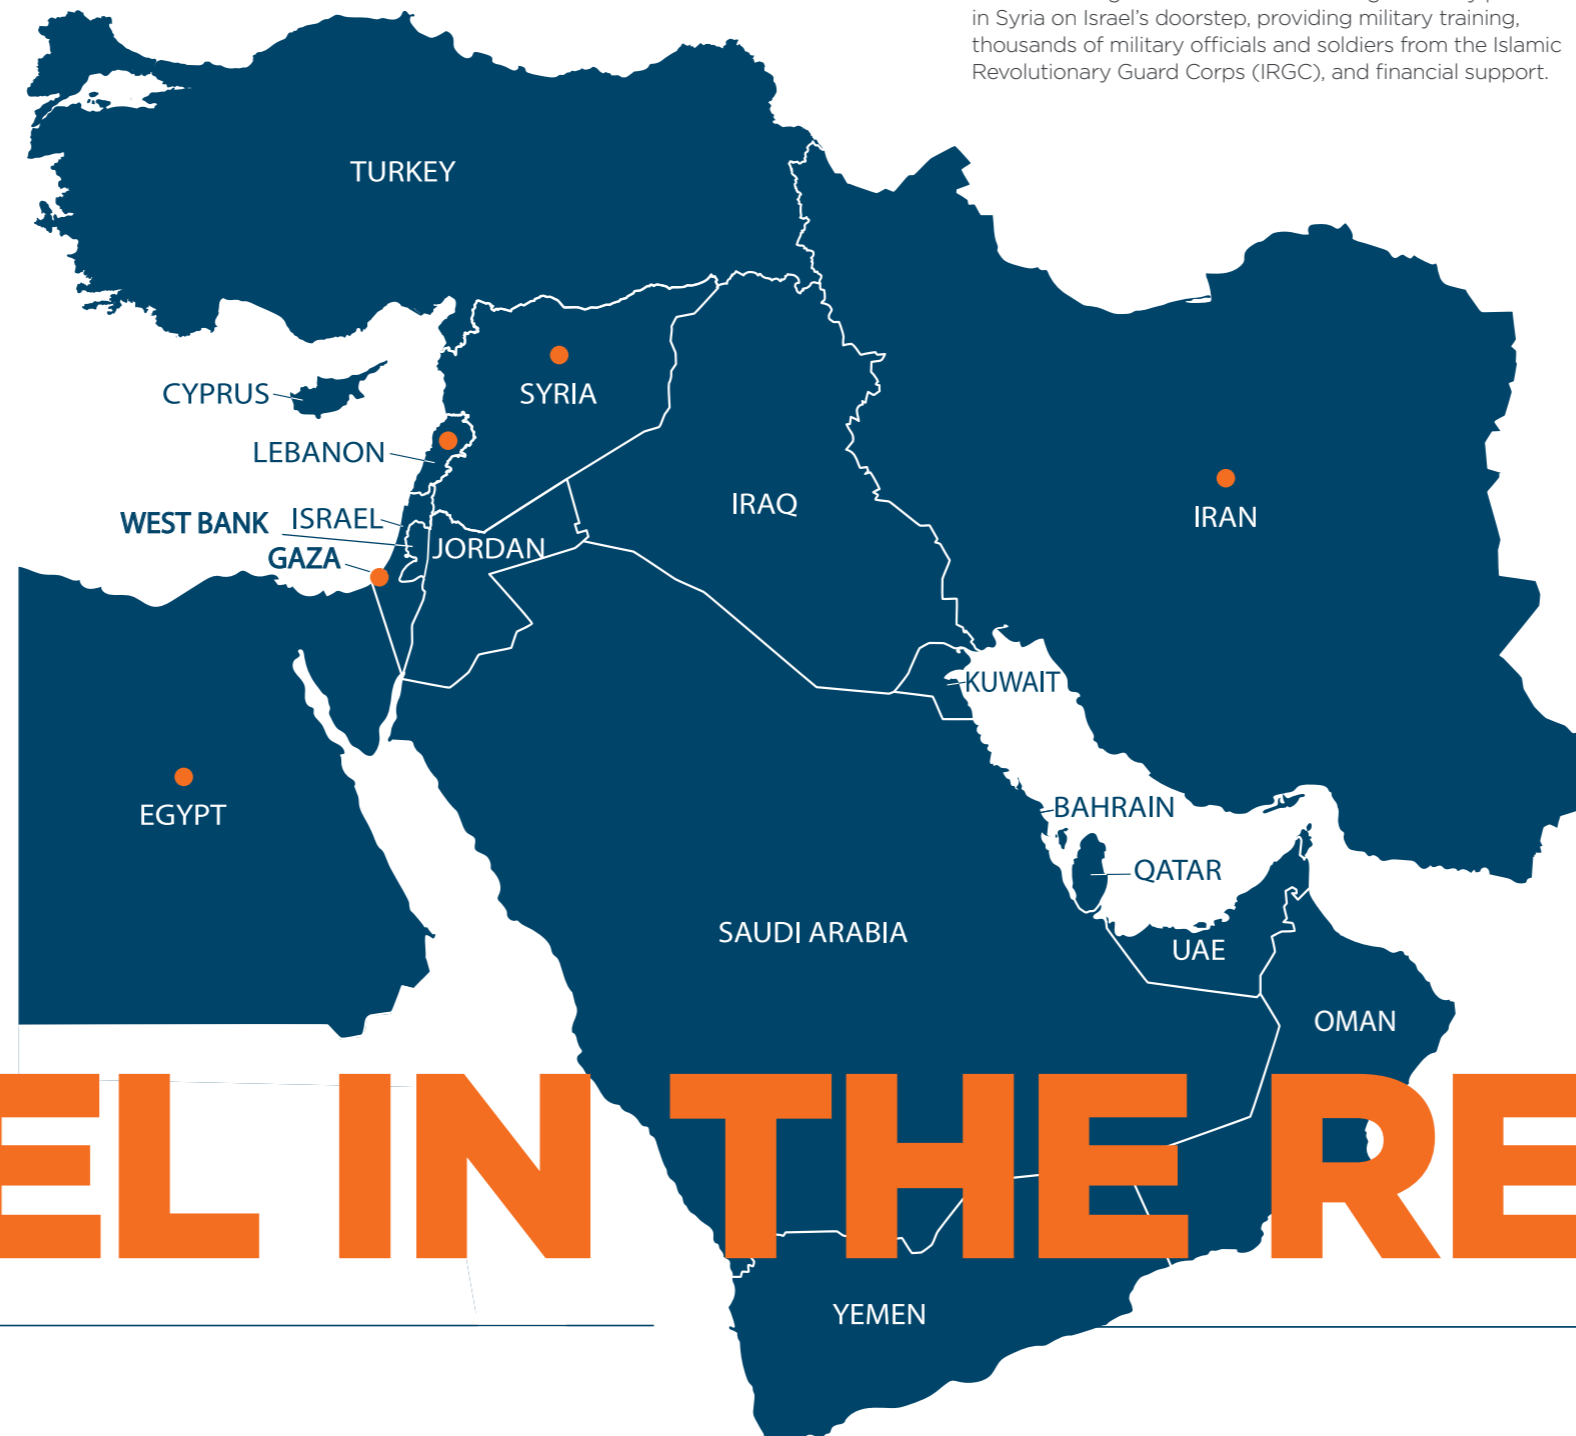 in Syria on Israel’s doorstep, providing military training,
thousands of military officials and soldiers from the Islamic
Revolutionary Guard Corps (IRGC), and financial support.
TURKEY
CYPRUS
SYRIA
LEBANON
IRAQ
IRAN
WEST BANK
ISRAEL
JORDAN
GAZA
KUWAIT
EGYPT
BAHRAIN
QATAR
SAUDI ARABIA
UAE
OMAN
EL IN THE RE
YEMEN